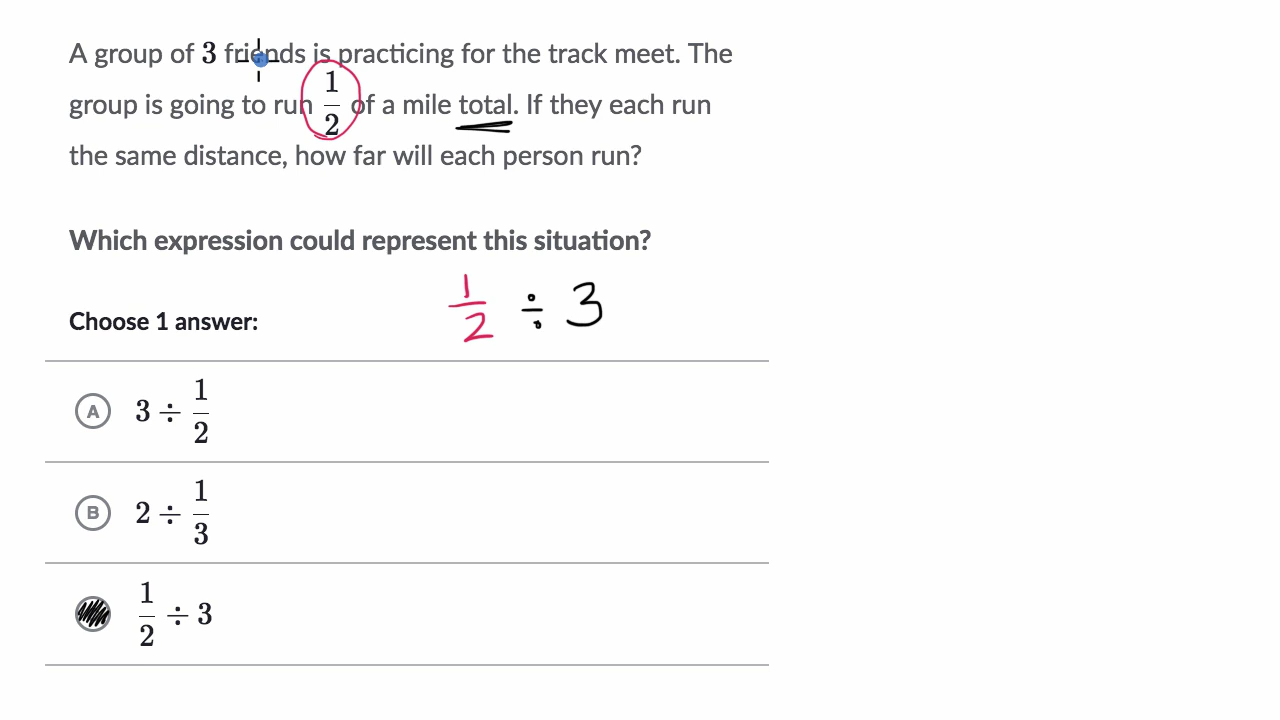 A group of 3 friends is practicing for the track meet. The
group is going to run 1/2 of a mile total. If they each run
the same distance, how far will each person run?
Which expression could represent this situation?
1/2 ÷ 3
Choose 1 answer:
A 3 ÷ 1/2
B 2 ÷ 1/3
1/2 ÷ 3